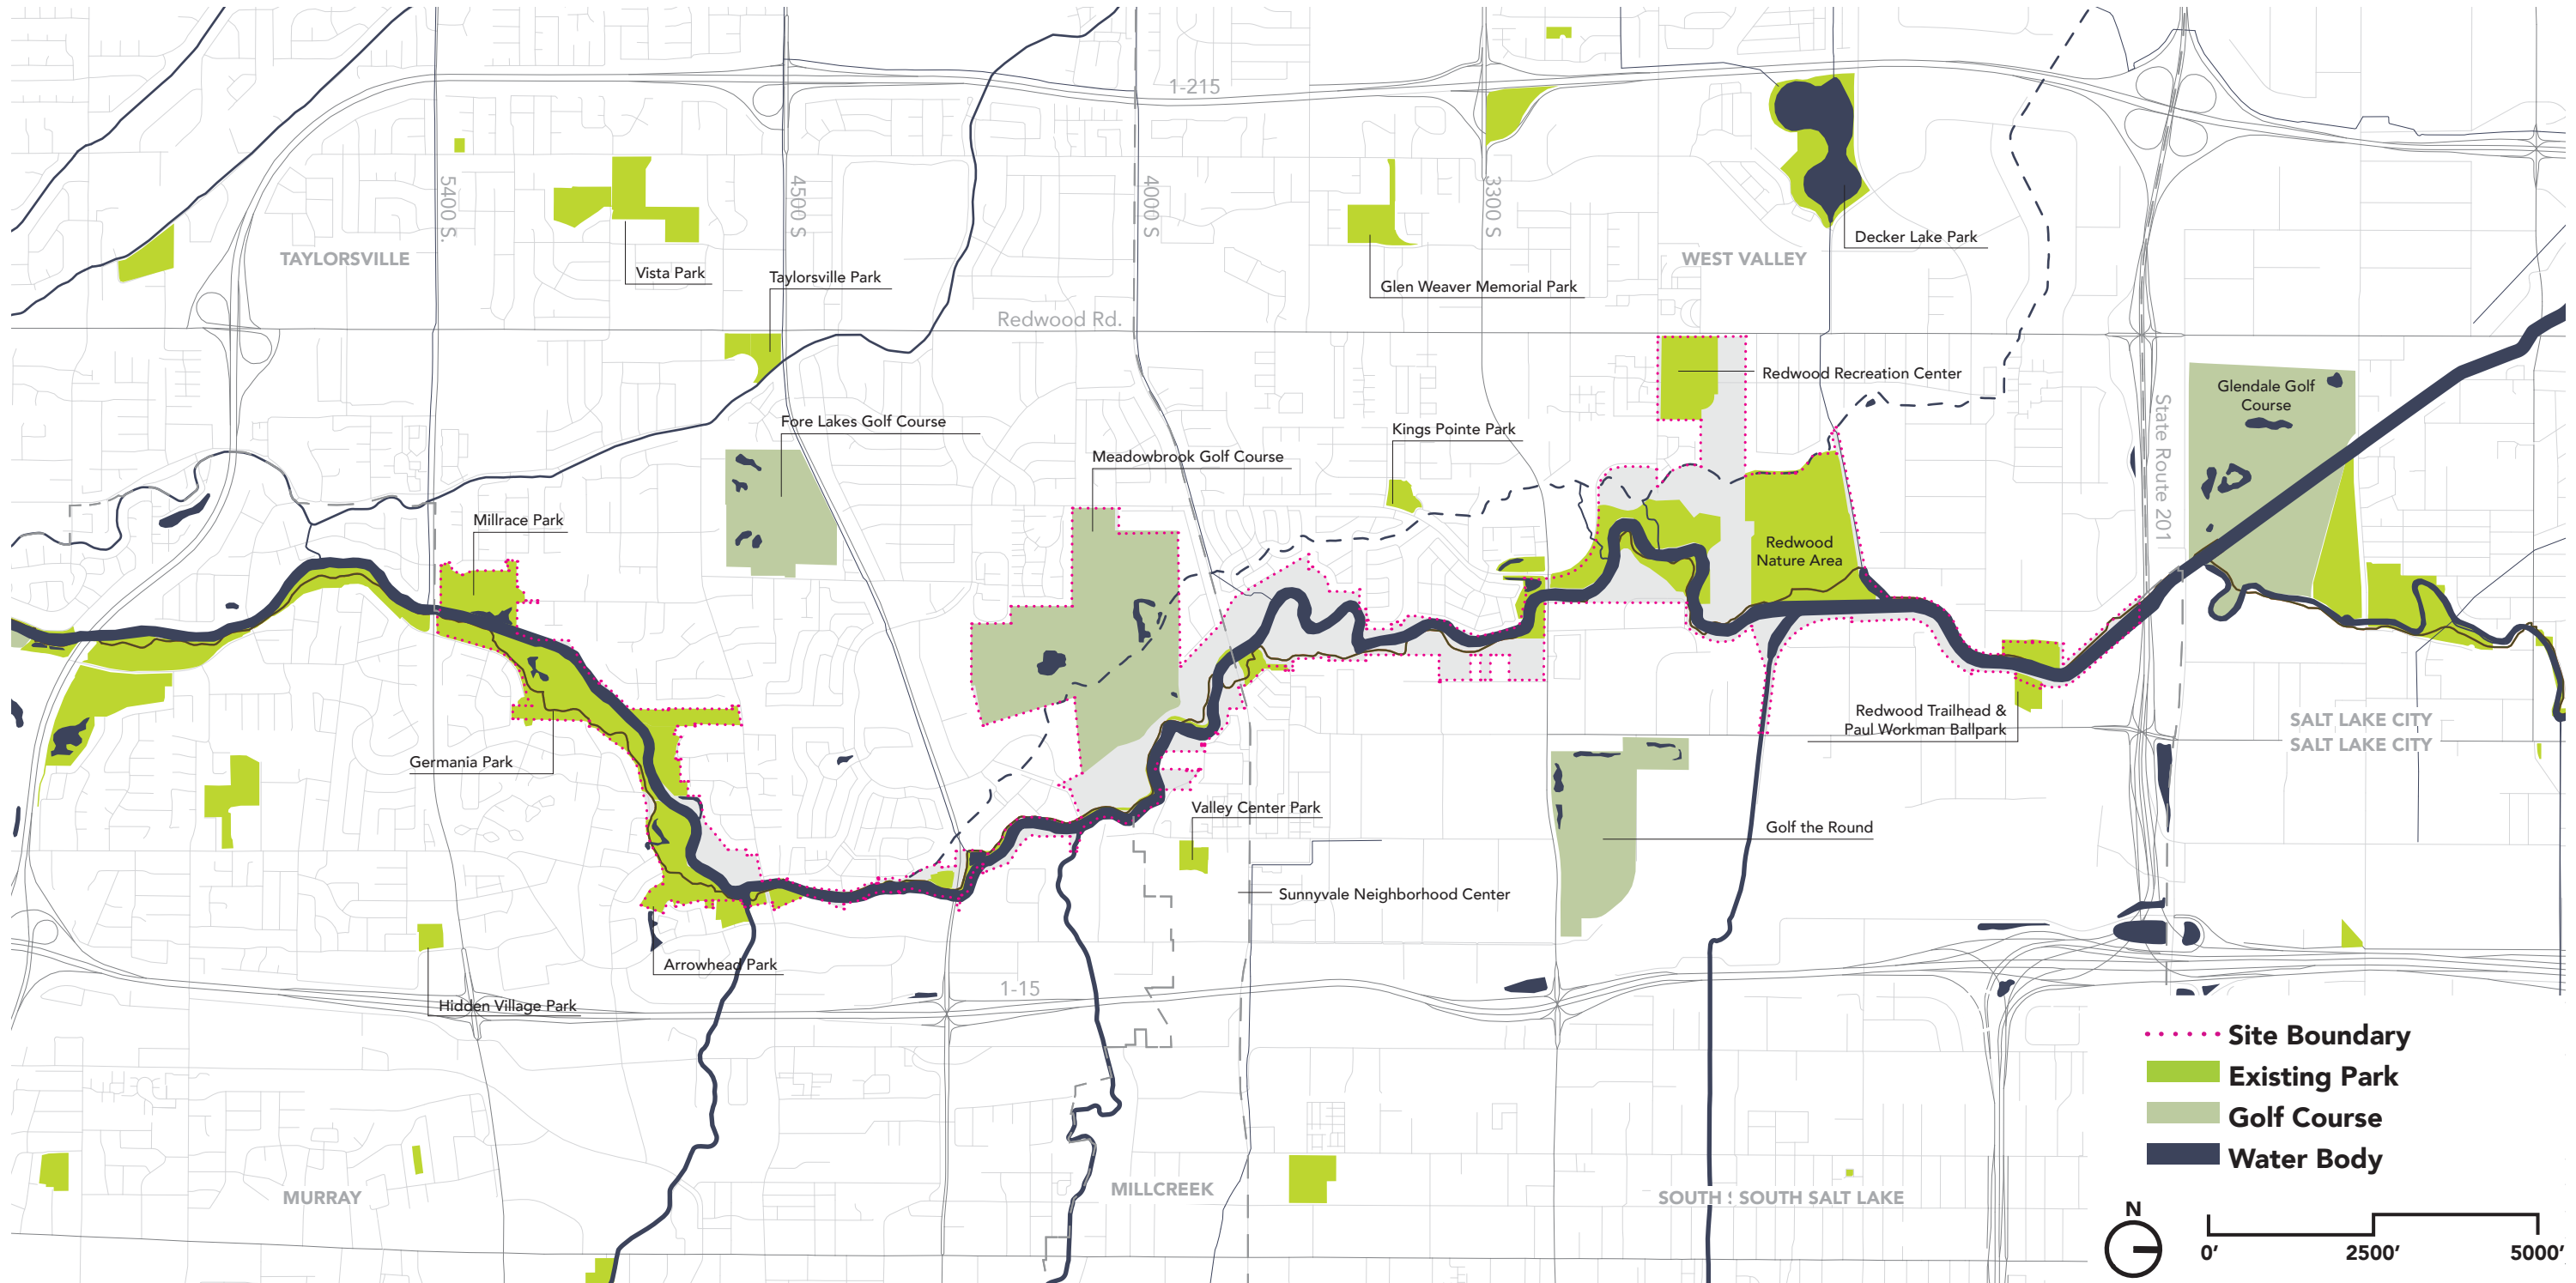 1-215
5400 S.
4500 S
4000 S
3300 S
TAYLORSVILLE
Vista Park
Taylorsville Park
Glen Weaver Memorial Park
WEST VALLEY
Decker Lake Park
Redwood Rd.
Redwood Recreation Center
Glendale Golf
Course
State Route 201
Fore Lakes Golf Course
Meadowbrook Golf Course
Kings Pointe Park
Millrace Park
Redwood
Nature Area
Germania Park
Redwood Trailhead &
Paul Workman Ballpark
SALT LAKE CITY
SALT LAKE CITY
Valley Center Park
Golf the Round
Sunnyvale Neighborhood Center
Arrowhead Park
1-15
Hidden Village Park
MURRAY
MILLCREEK
SOUTH SOUTH SALT LAKE
Site Boundary
Existing Park
Golf Course
Water Body
N
0' 2500' 5000'